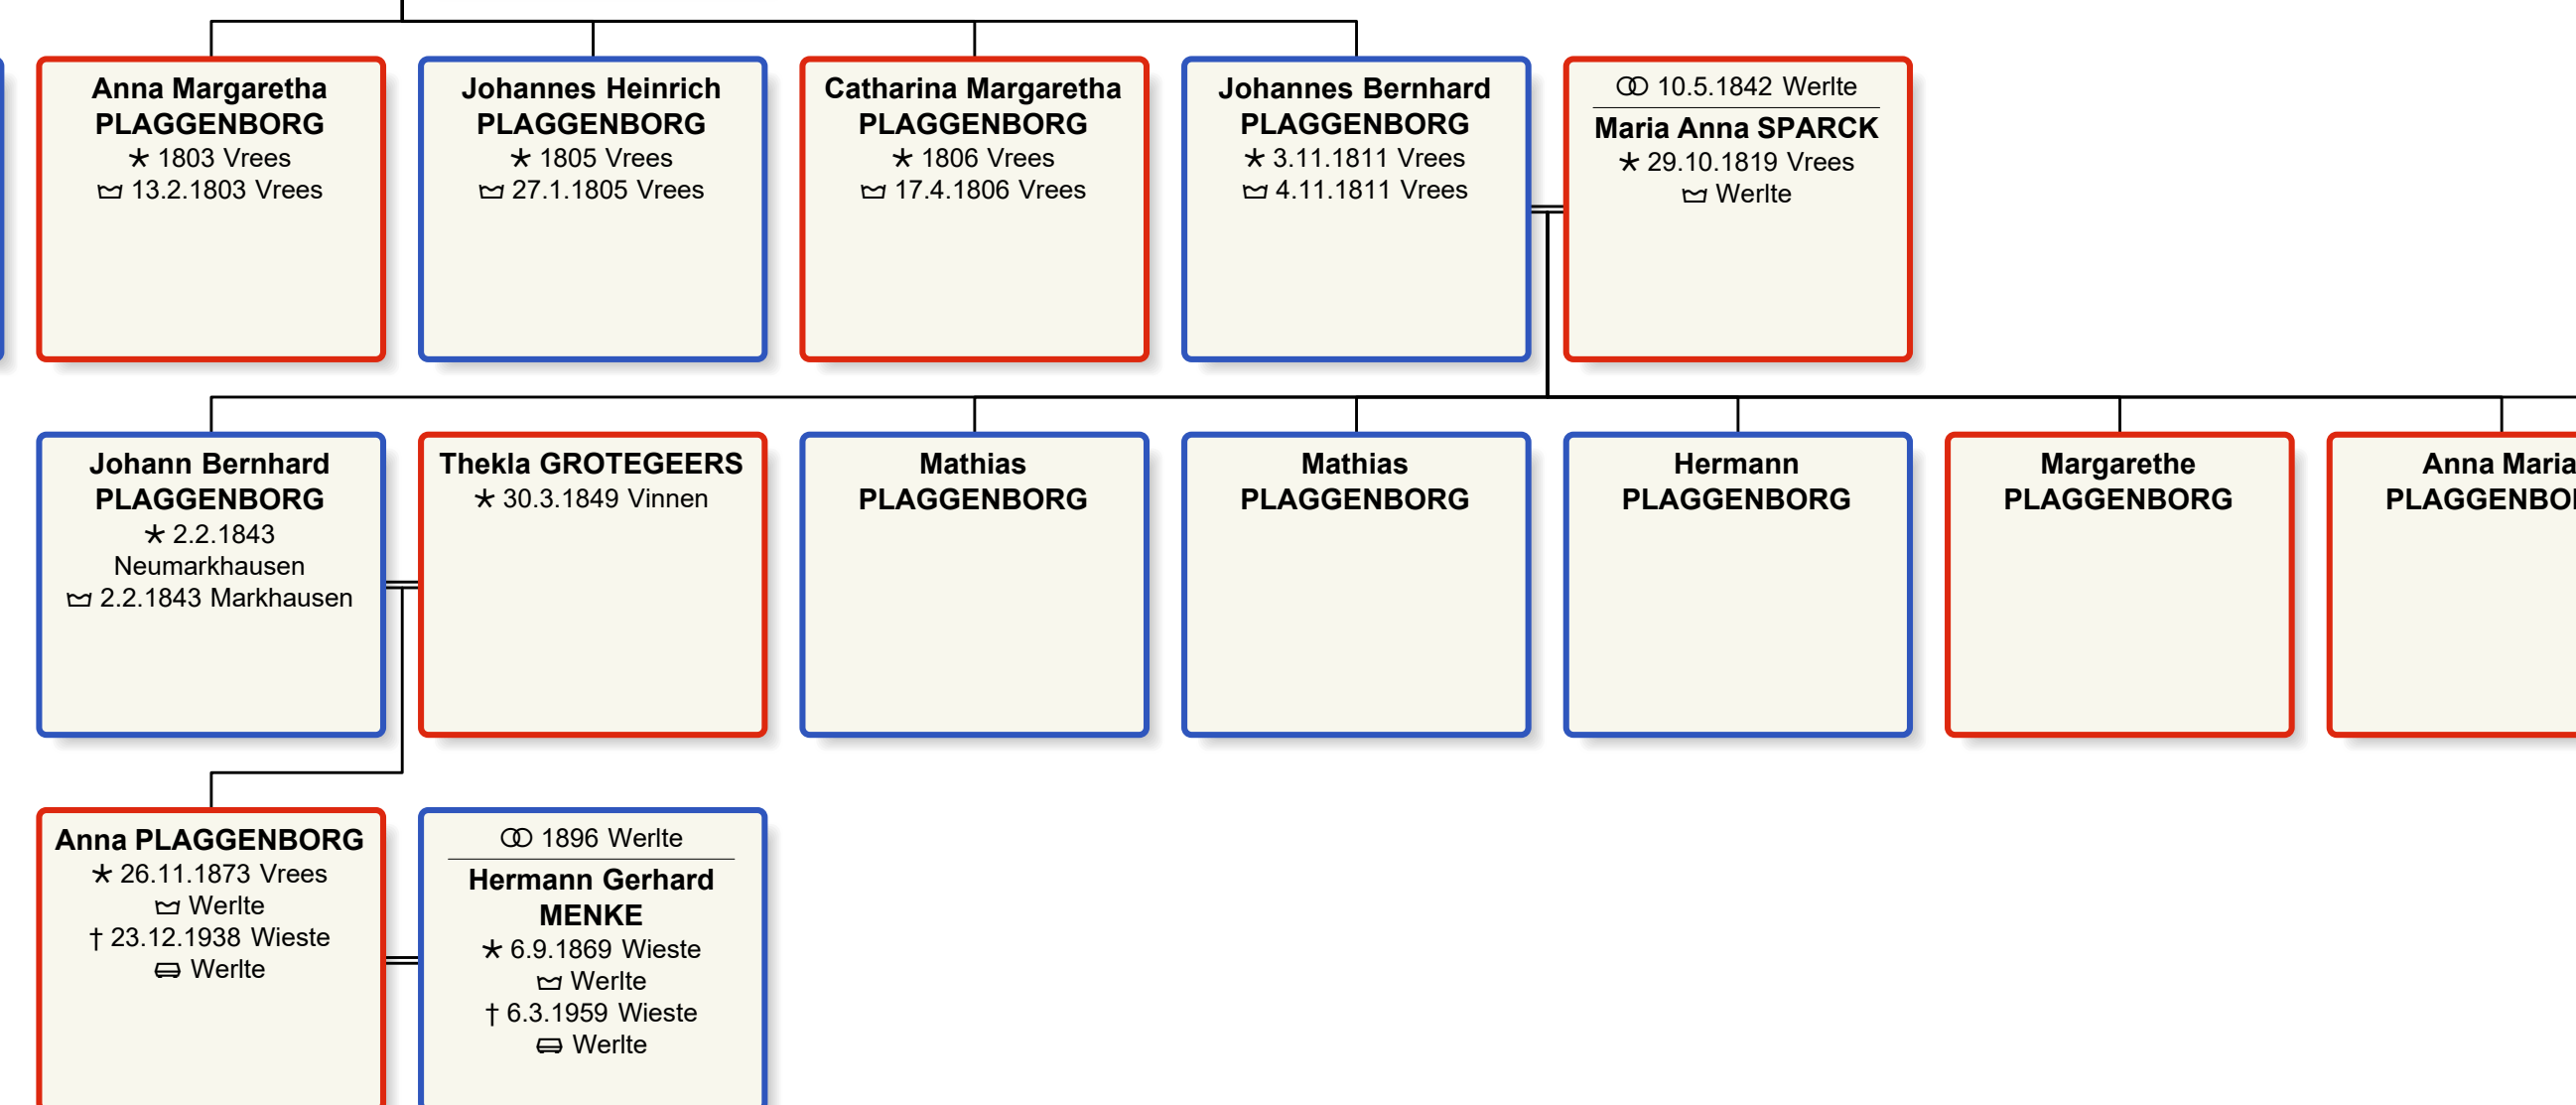 Anna Margaretha
PLAGGENBORG
* 1803 Vrees
13.2.1803 Vrees
Johannes Heinrich
PLAGGENBORG
* 1805 Vrees
27.1.1805 Vrees
Catharina Margaretha
PLAGGENBORG
* 1806 Vrees
17.4.1806 Vrees
Johannes Bernhard
PLAGGENBORG
* 3.11.1811 Vrees
4.11.1811 Vrees
⚭ 10.5.1842 Werlte
Maria Anna SPARCK
* 29.10.1819 Vrees
Werlte
Johann Bernhard
PLAGGENBORG
* 2.2.1843
Neumarkhausen
2.2.1843 Markhausen
Thekla GROTEGEERS
* 30.3.1849 Vinnen
Mathias
PLAGGENBORG
Mathias
PLAGGENBORG
Hermann
PLAGGENBORG
Margarethe
PLAGGENBORG
Anna Maria
Anna PLAGGENBORG
* 26.11.1873 Vrees
Werlte
† 23.12.1938 Wieste
Werlte
⚭ 1896 Werlte
Hermann Gerhard
MENKE
* 6.9.1869 Wieste
Werlte
† 6.3.1959 Wieste
Werlte